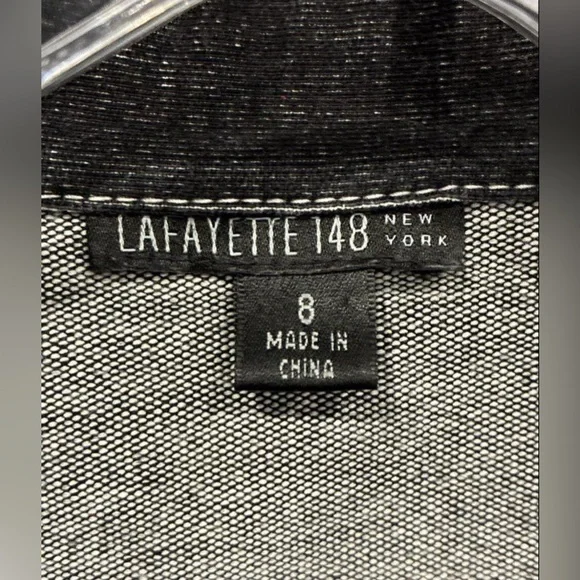 LAFAYETTE 148 NEW YORK
8
MADE IN
CHINA